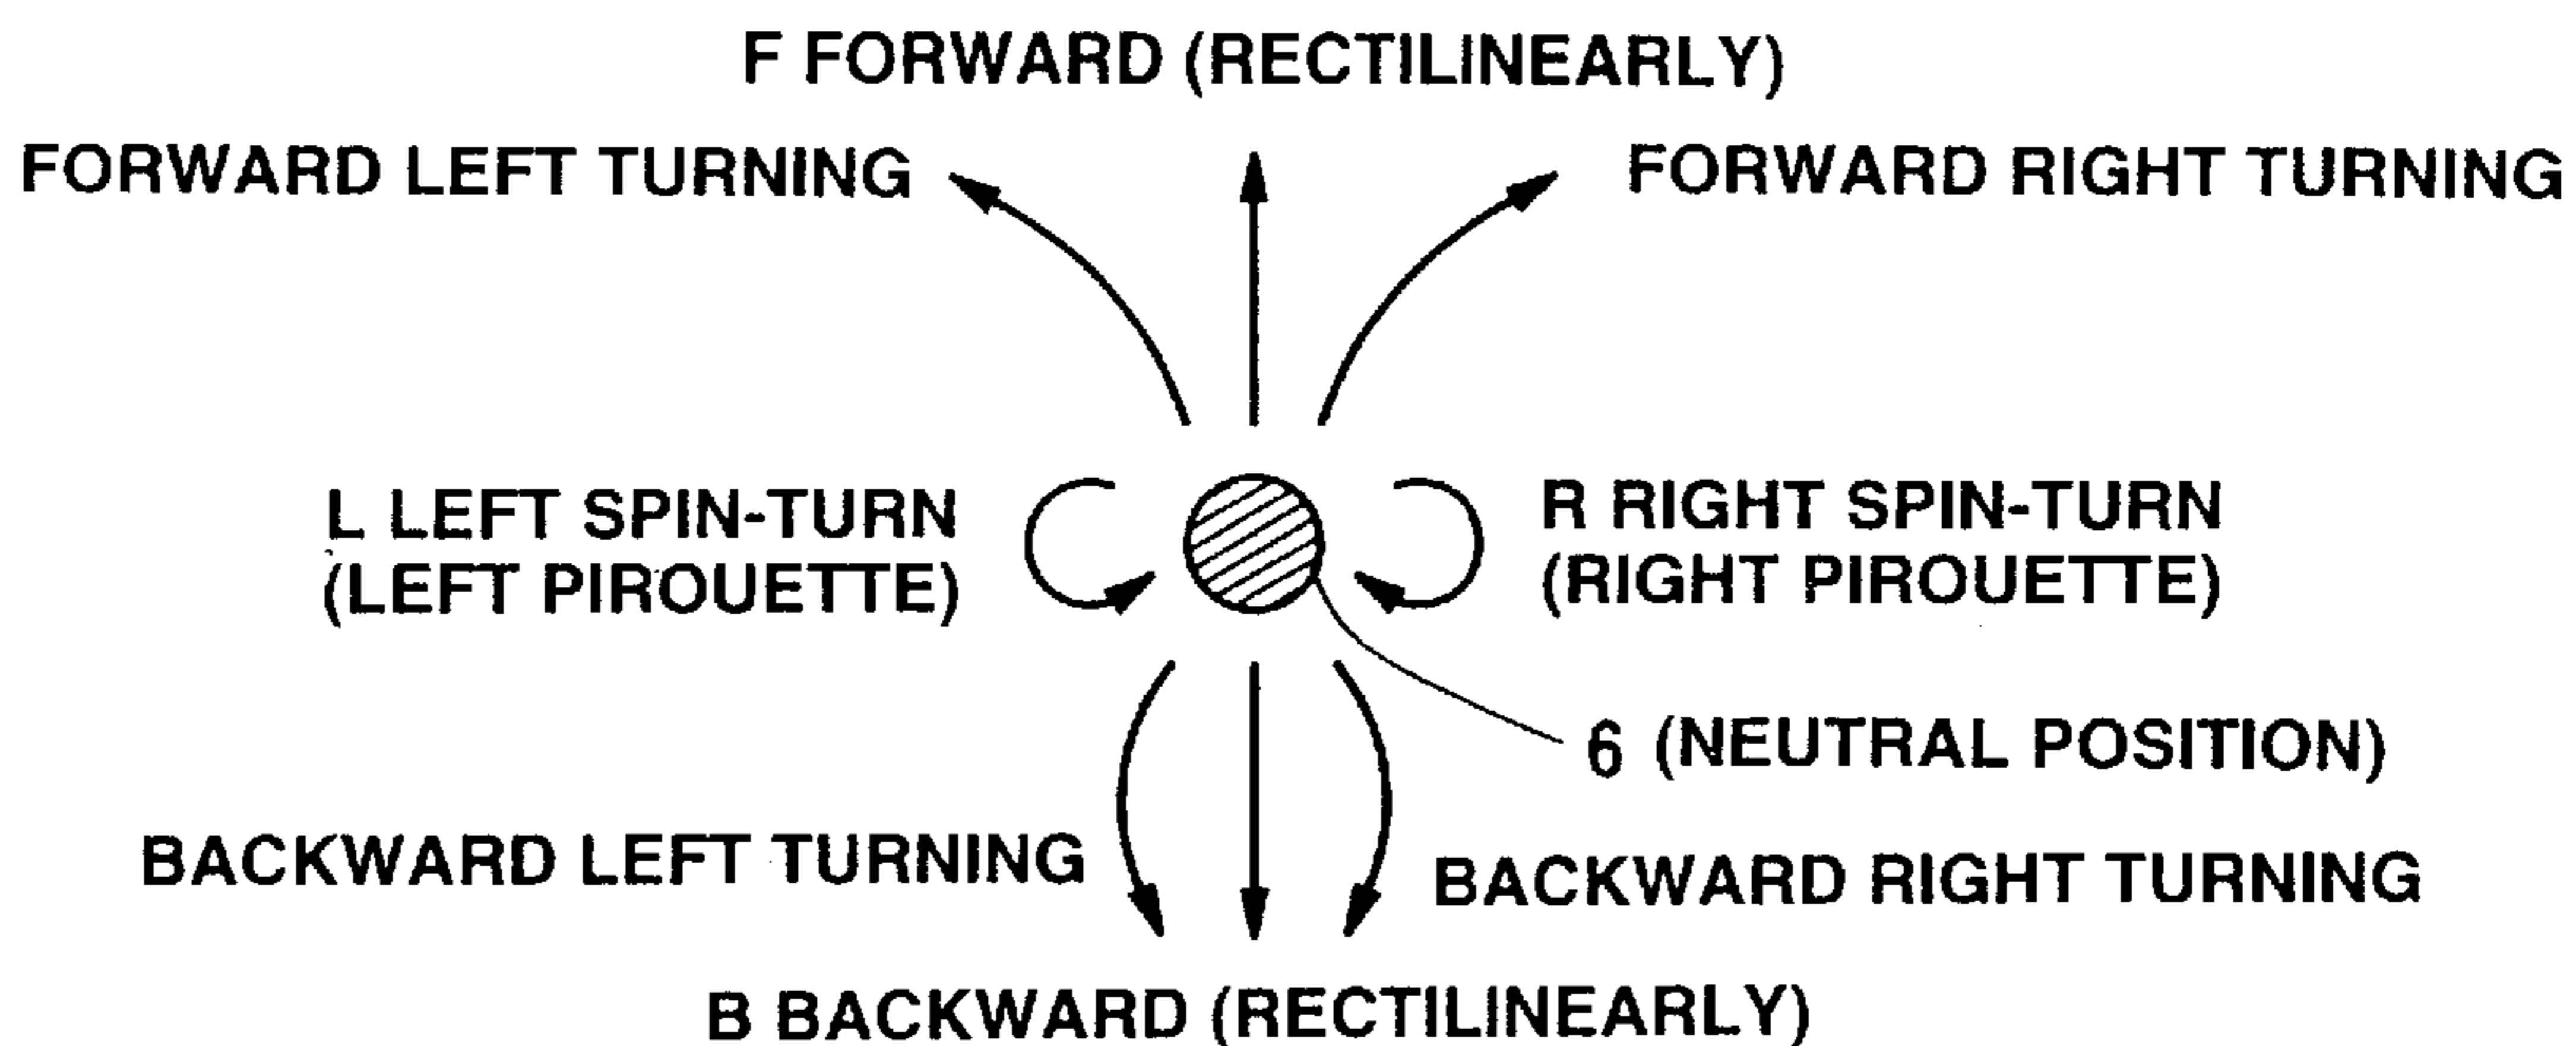 F FORWARD (RECTILINEARLY)
FORWARD LEFT TURNING
FORWARD RIGHT TURNING
L LEFT SPIN-TURN
(LEFT PIROUETTE)
R RIGHT SPIN-TURN
(RIGHT PIROUETTE)
6 (NEUTRAL POSITION)
BACKWARD LEFT TURNING
BACKWARD RIGHT TURNING
B BACKWARD (RECTILINEARLY)